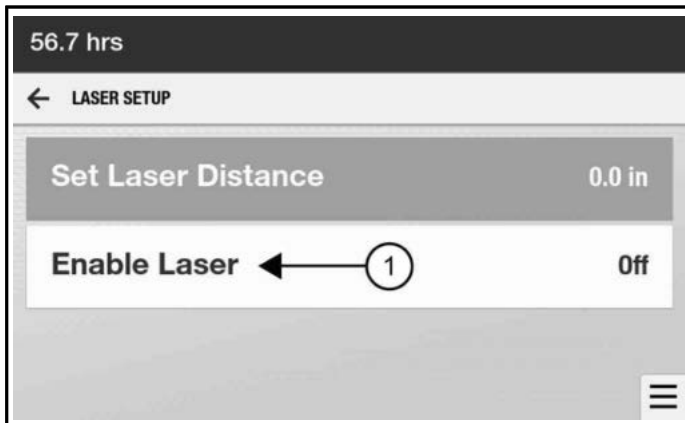 56.7 hrs
← LASER SETUP
Set Laser Distance 0.0 in
Enable Laser 1 Off